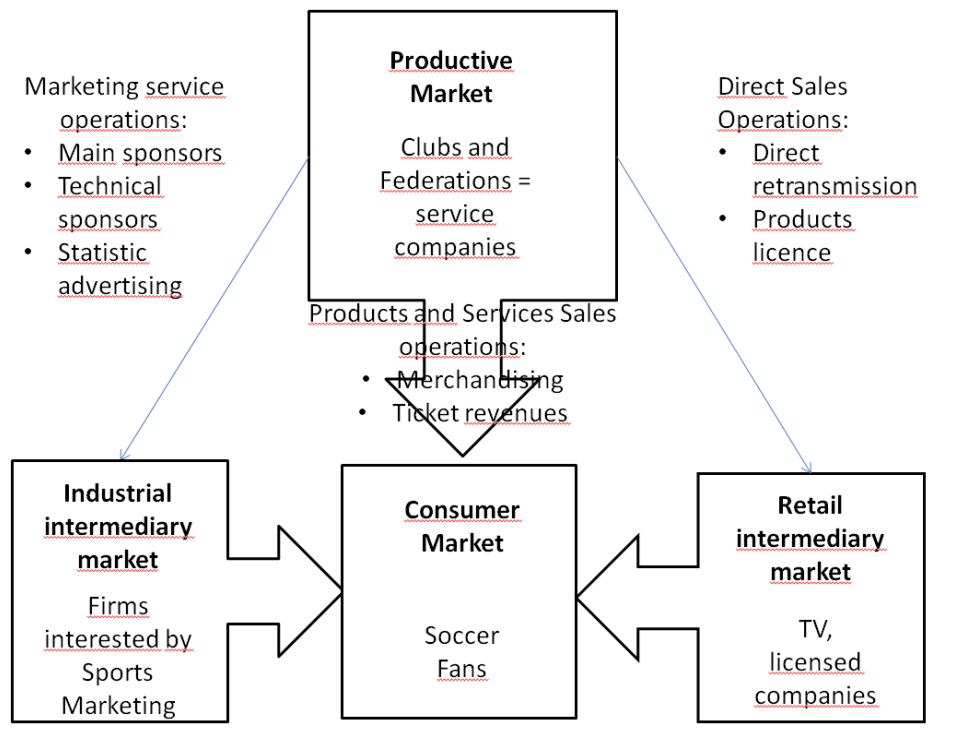 Productive
Market
Clubs and
Federations =
service
companies
Marketing service
operations:
• Main sponsors
• Technical
sponsors
• Statistic
advertising
Direct Sales
Operations:
• Direct
retransmission
• Products
licence
Products and Services Sales
operations:
• Merchandising
• Ticket revenues
Industrial
intermediary
market
Firms
interested by
Sports
Marketing
Consumer
Market
Soccer
Fans
Retail
intermediary
market
TV,
licensed
companies